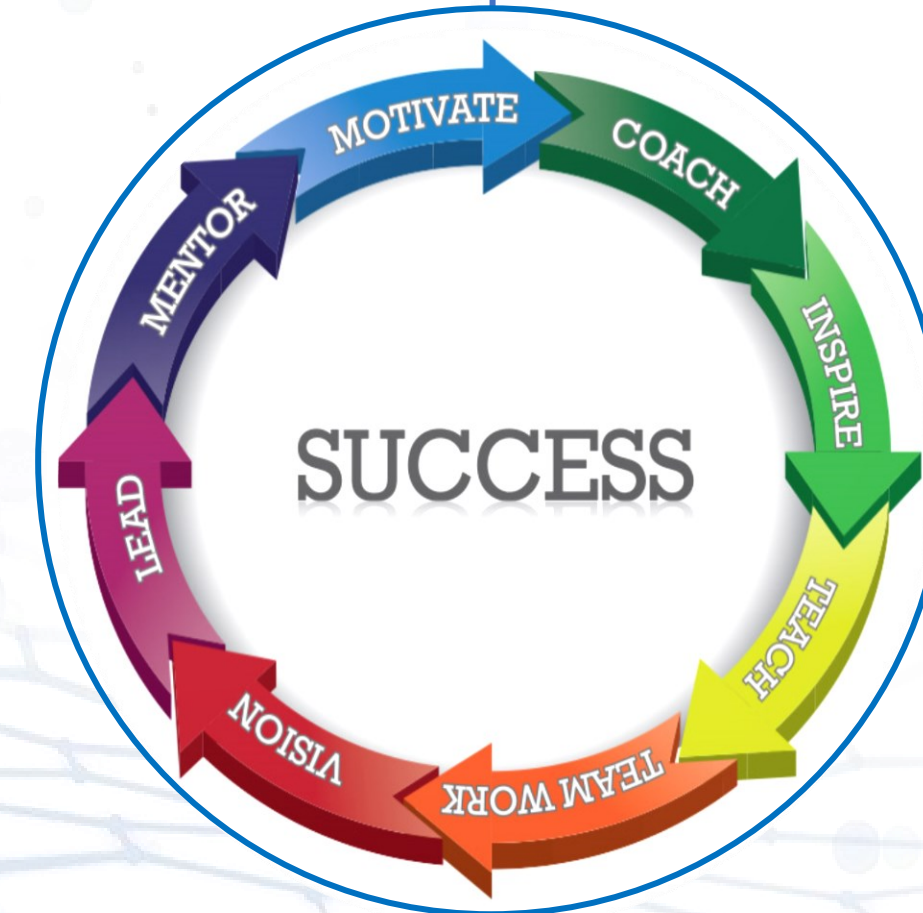 MOTIVATE
COACH
INSPIRE
TEACH
TEAM WORK
VISION
LEAD
MENTOR
SUCCESS